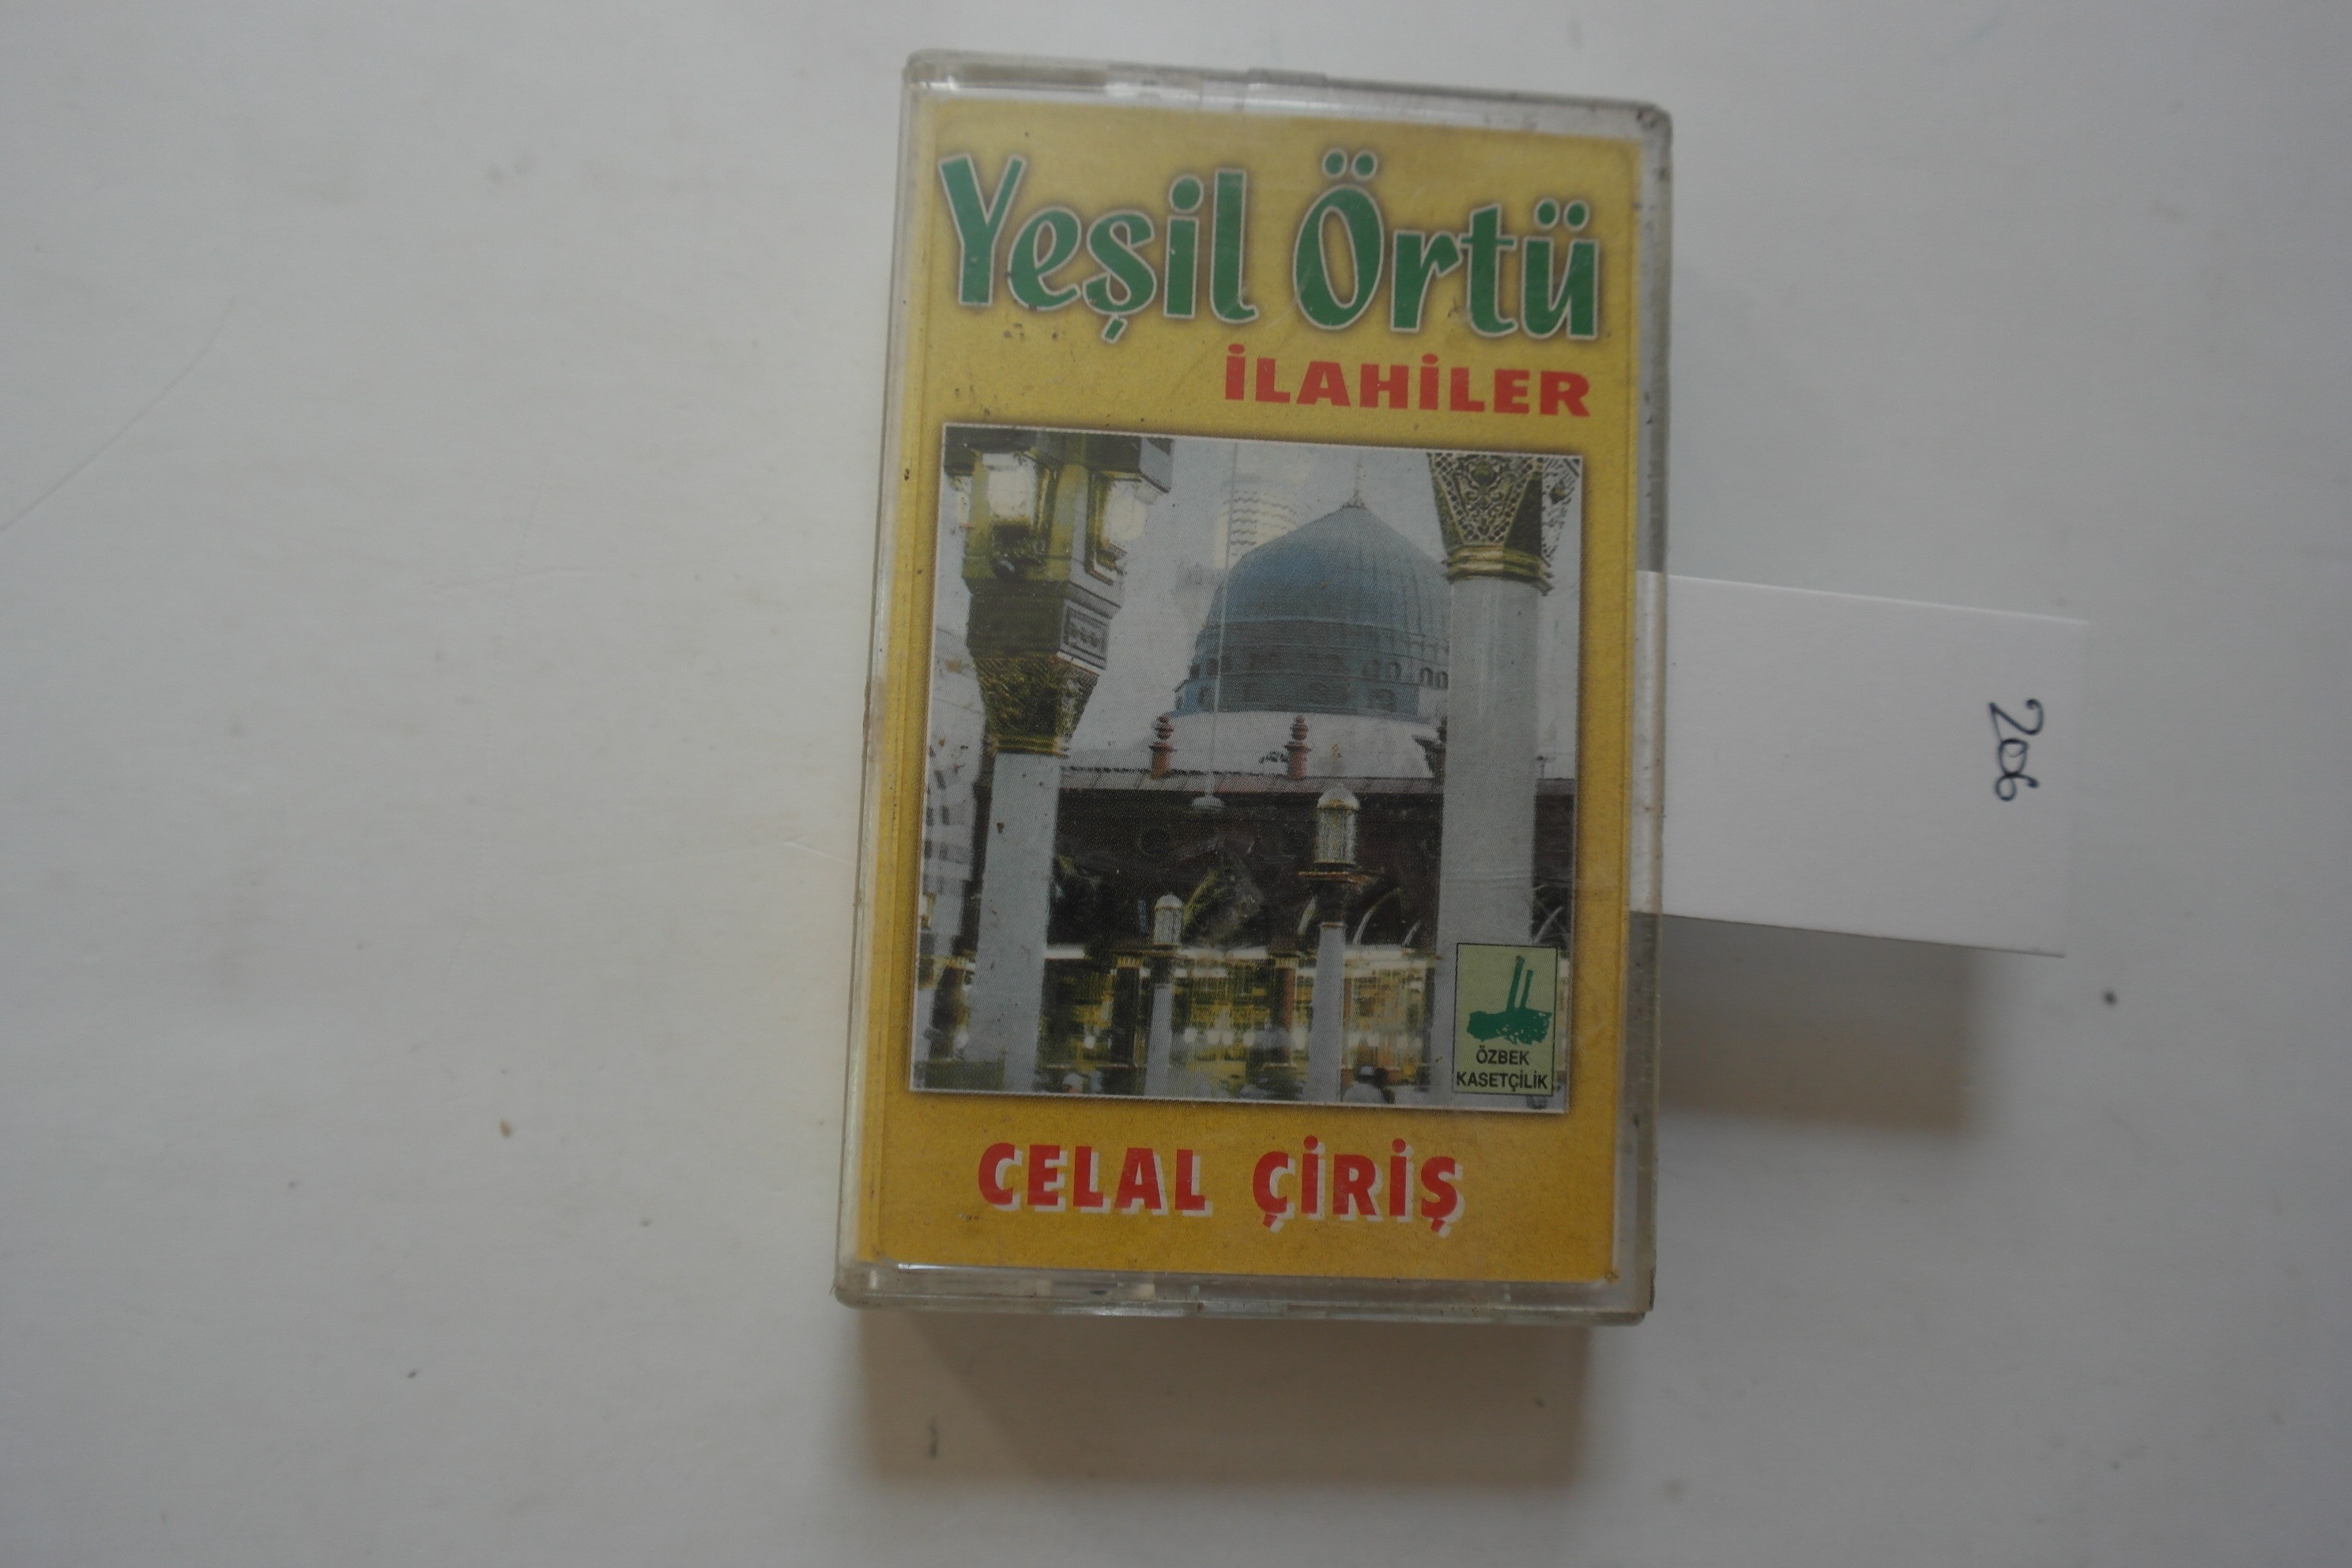 Yeşil Örtü
İLAHİLER
206
ÖZBEK
KASETÇİLİK
CELAL ÇİRİŞ